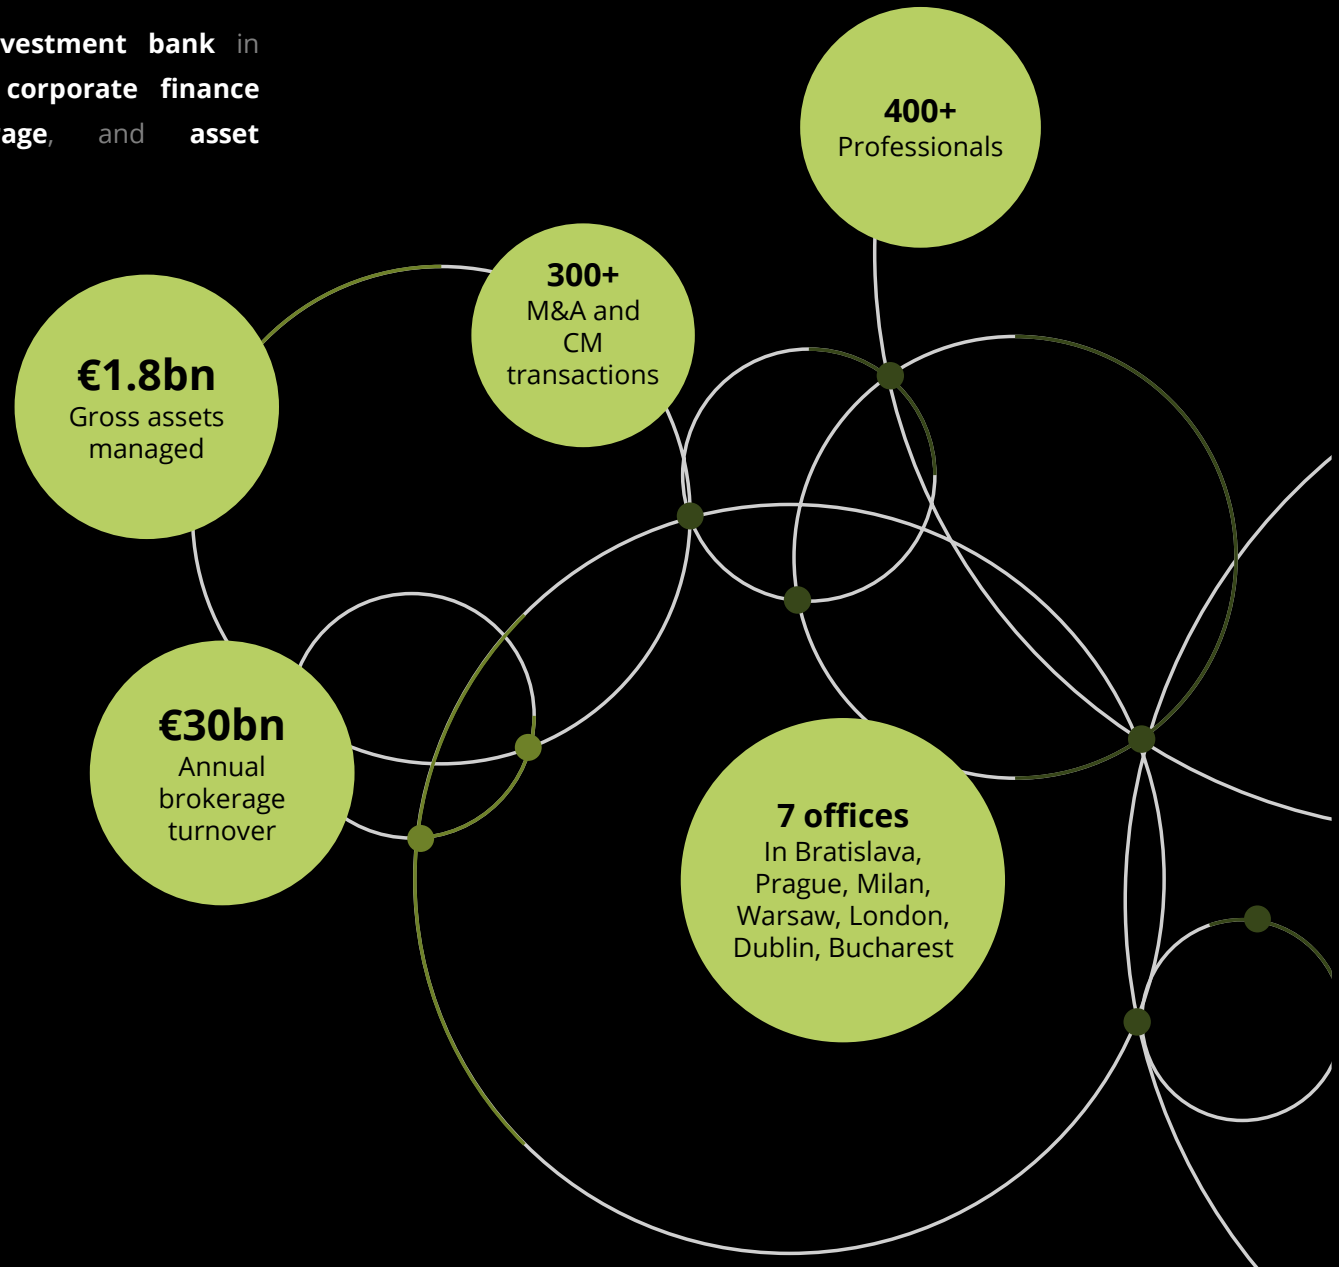 vestment bank in
corporate finance
age, and asset
400+
Professionals
300+
M&A and
CM
transactions
€1.8bn
Gross assets
managed
€30bn
Annual
brokerage
turnover
7 offices
In Bratislava,
Prague, Milan,
Warsaw, London,
Dublin, Bucharest